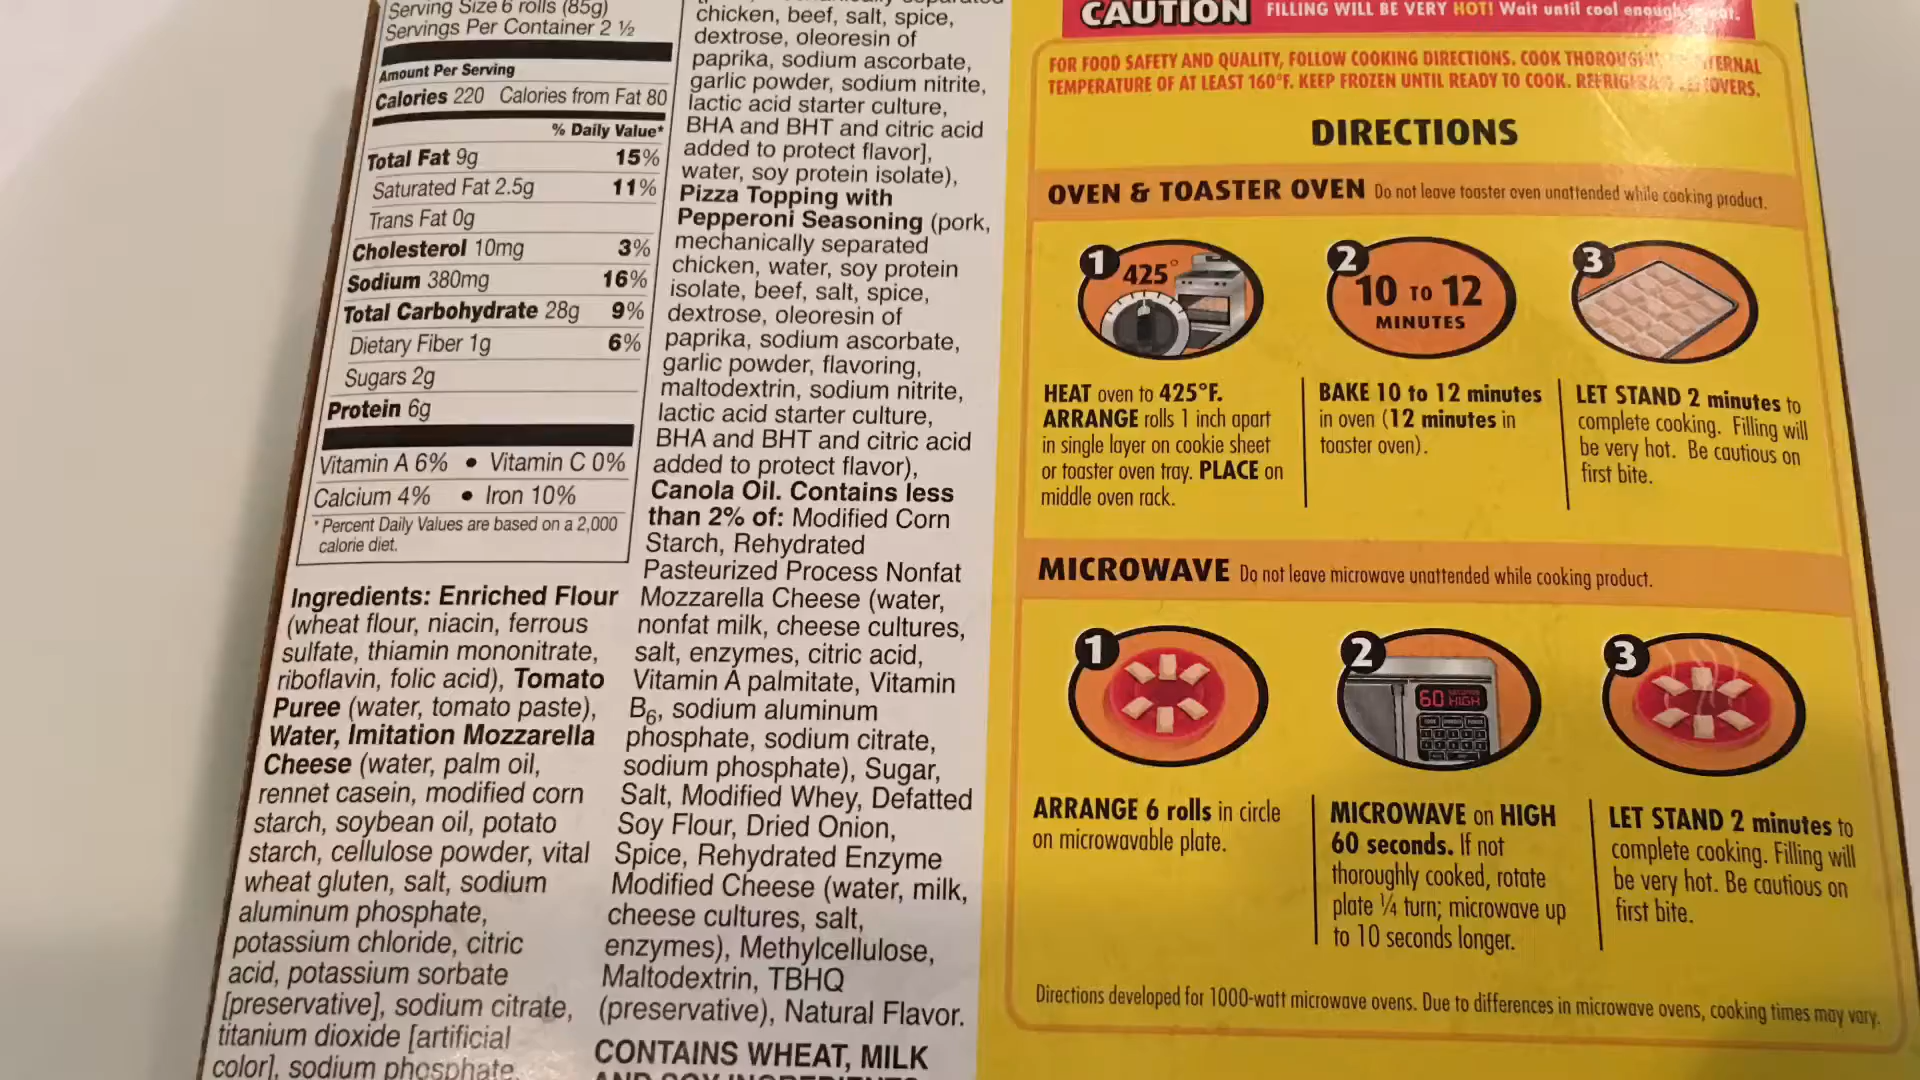 Serving Size 6 rolls (85g)
Servings Per Container 2 ½
Amount Per Serving
Calories 220 Calories from Fat 80
% Daily Value*
Total Fat 9g 15%
Saturated Fat 2.5g 11%
Trans Fat 0g
Cholesterol 10mg 3%
Sodium 380mg 16%
Total Carbohydrate 28g 9%
Dietary Fiber 1g 6%
Sugars 2g
Protein 6g
Vitamin A 6% • Vitamin C 0%
Calcium 4% • Iron 10%
*Percent Daily Values are based on a 2,000
calorie diet.
Ingredients: Enriched Flour
(wheat flour, niacin, ferrous
sulfate, thiamin mononitrate,
riboflavin, folic acid), Tomato
Puree (water, tomato paste),
Water, Imitation Mozzarella
Cheese (water, palm oil,
rennet casein, modified corn
starch, soybean oil, potato
starch, cellulose powder, vital
wheat gluten, salt, sodium
aluminum phosphate,
potassium chloride, citric
acid, potassium sorbate
[preservative], sodium citrate,
titanium dioxide [artificial
color], sodium phosphate,
chicken, beef, salt, spice,
dextrose, oleoresin of
paprika, sodium ascorbate,
garlic powder, sodium nitrite,
lactic acid starter culture,
BHA and BHT and citric acid
added to protect flavor],
water, soy protein isolate),
Pizza Topping with
Pepperoni Seasoning (pork,
mechanically separated
chicken, water, soy protein
isolate, beef, salt, spice,
dextrose, oleoresin of
paprika, sodium ascorbate,
garlic powder, flavoring,
maltodextrin, sodium nitrite,
lactic acid starter culture,
BHA and BHT and citric acid
added to protect flavor),
Canola Oil. Contains less
than 2% of: Modified Corn
Starch, Rehydrated
Pasteurized Process Nonfat
Mozzarella Cheese (water,
nonfat milk, cheese cultures,
salt, enzymes, citric acid,
Vitamin A palmitate, Vitamin
B6, sodium aluminum
phosphate, sodium citrate,
sodium phosphate), Sugar,
Salt, Modified Whey, Defatted
Soy Flour, Dried Onion,
Spice, Rehydrated Enzyme
Modified Cheese (water, milk,
cheese cultures, salt,
enzymes), Methylcellulose,
Maltodextrin, TBHQ
(preservative), Natural Flavor.
CONTAINS WHEAT, MILK
CAUTION FILLING WILL BE VERY HOT! Wait until cool enough
FOR FOOD SAFETY AND QUALITY, FOLLOW COOKING DIRECTIONS. COOK
TEMPERATURE OF AT LEAST 160°F. KEEP FROZEN UNTIL READY TO COOK.
DIRECTIONS
OVEN & TOASTER OVEN Do not leave toaster oven unattended while cooking product.
1 425°
2 10 TO 12
MINUTES
3
HEAT oven to 425°F.
ARRANGE rolls 1 inch apart
in single layer on cookie sheet
or toaster oven tray. PLACE on
middle oven rack.
BAKE 10 to 12 minutes
in oven (12 minutes in
toaster oven).
LET STAND 2 minutes to
complete cooking. Filling will
be very hot. Be cautious on
first bite.
MICROWAVE Do not leave microwave unattended while cooking product.
1
2
60 SECONDS HIGH
3
ARRANGE 6 rolls in circle
on microwavable plate.
MICROWAVE on HIGH
60 seconds. If not
thoroughly cooked, rotate
plate ¼ turn; microwave up
to 10 seconds longer.
LET STAND 2 minutes to
complete cooking. Filling will
be very hot. Be cautious on
first bite.
Directions developed for 1000-watt microwave ovens. Due to differences in microwave ovens, cooking times may vary.